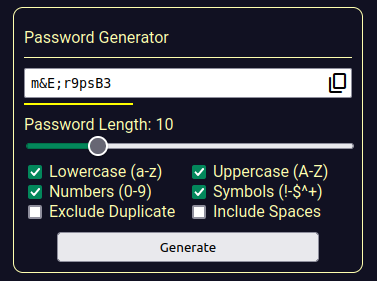 Password Generator
m&E;r9psB3
Password Length: 10
Lowercase (a-z) Uppercase (A-Z)
Numbers (0-9) Symbols (!-$^+)
Exclude Duplicate Include Spaces
Generate